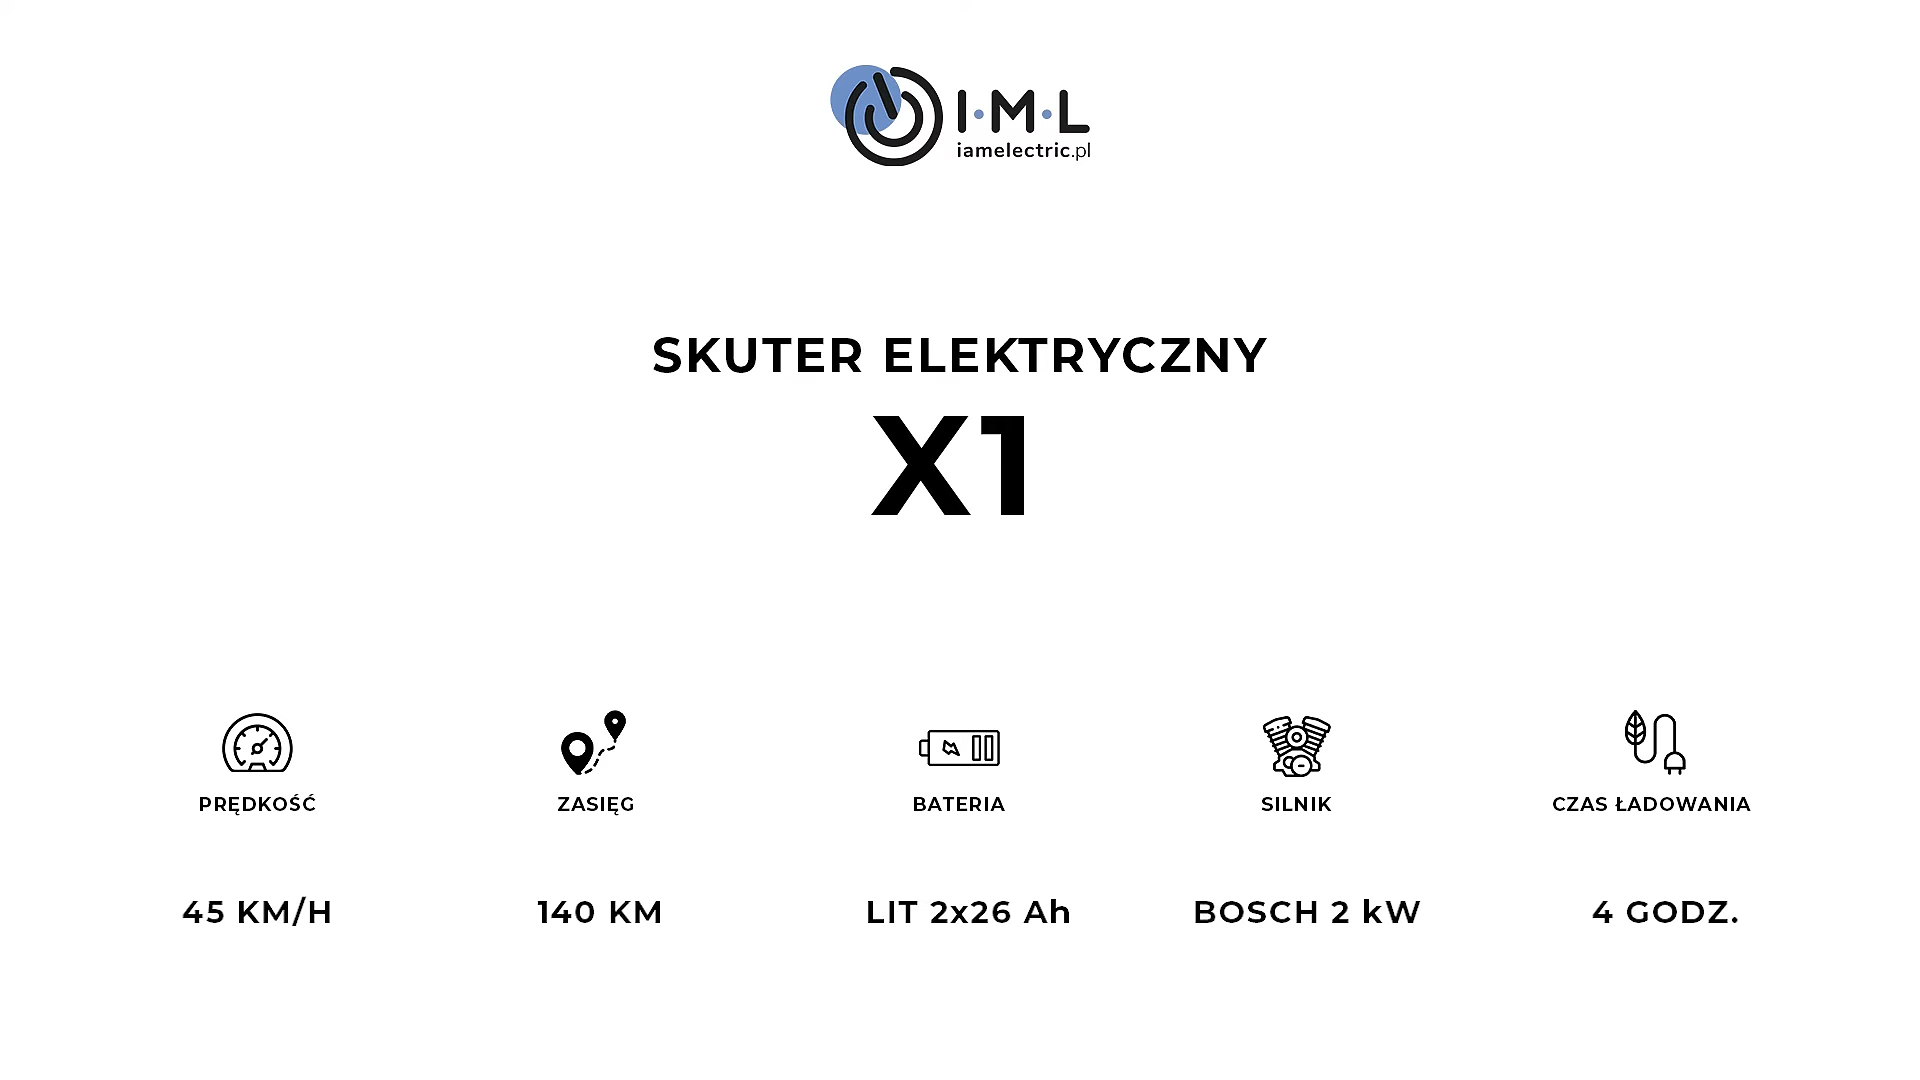 I·M·L
iamelectric.pl
SKUTER ELEKTRYCZNY
X1
PRĘDKOŚĆ
ZASIĘG
BATERIA
SILNIK
CZAS ŁADOWANIA
45 KM/H
140 KM
LIT 2x26 Ah
BOSCH 2 kW
4 GODZ.